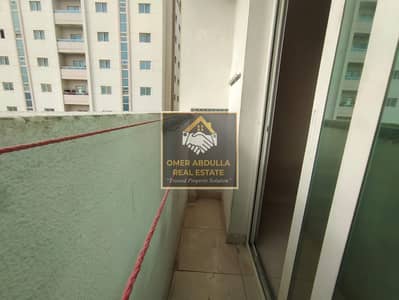 OMER ABDULLA
REAL ESTATE
"Trusted Property Solution"